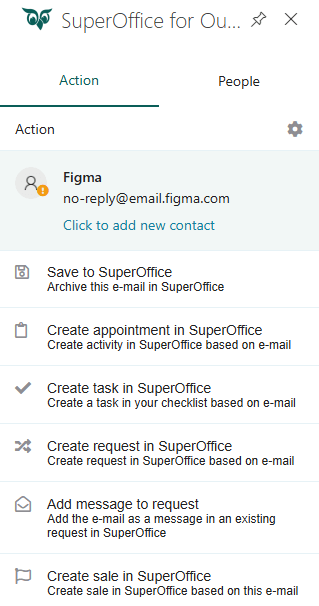 SuperOffice for Ou...
Action
People
Action
Figma
no-reply@email.figma.com
Click to add new contact
Save to SuperOffice
Archive this e-mail in SuperOffice
Create appointment in SuperOffice
Create activity in SuperOffice based on e-mail
Create task in SuperOffice
Create a task in your checklist based on e-mail
Create request in SuperOffice
Create request in SuperOffice based on e-mail
Add message to request
Add the e-mail as a message in an existing
request in SuperOffice
Create sale in SuperOffice
Create sale in SuperOffice based on this e-mail